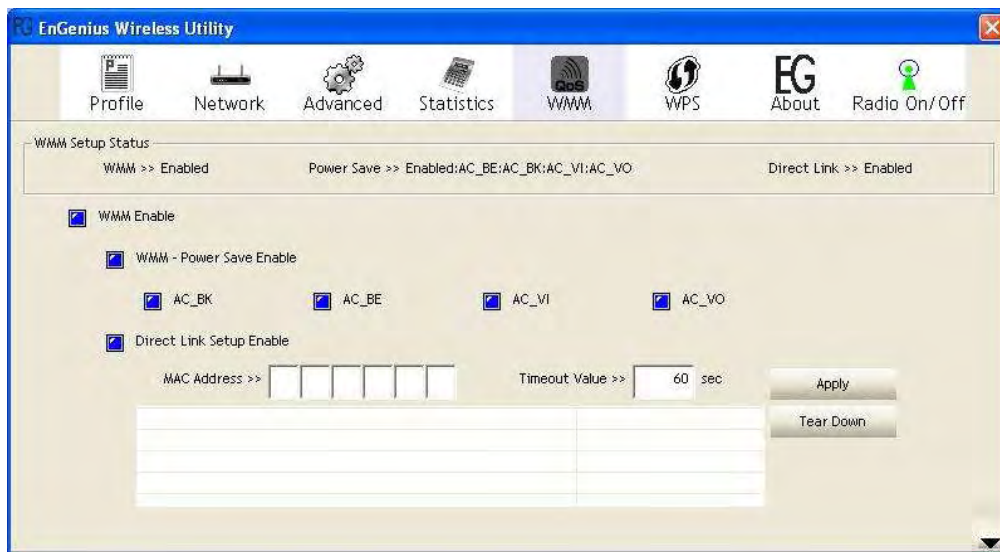 EG EnGenius Wireless Utility
P
QoS
EG
Profile Network Advanced Statistics WMM WPS About Radio On/Off
WMM Setup Status
WMM >> Enabled Power Save >> Enabled:AC_BE:AC_BK:AC_VI:AC_VO Direct Link >> Enabled
WMM Enable
WMM - Power Save Enable
AC_BK AC_BE AC_VI AC_VO
Direct Link Setup Enable
MAC Address >> Timeout Value >> 60 sec Apply
Tear Down